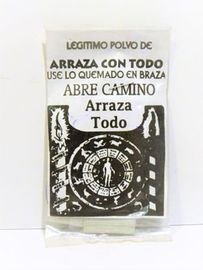 LEGITIMO POLVO DE
ARRAZA CON TODO
USE LO QUEMADO EN BRAZA
ABRE CAMINO
Arraza
Todo